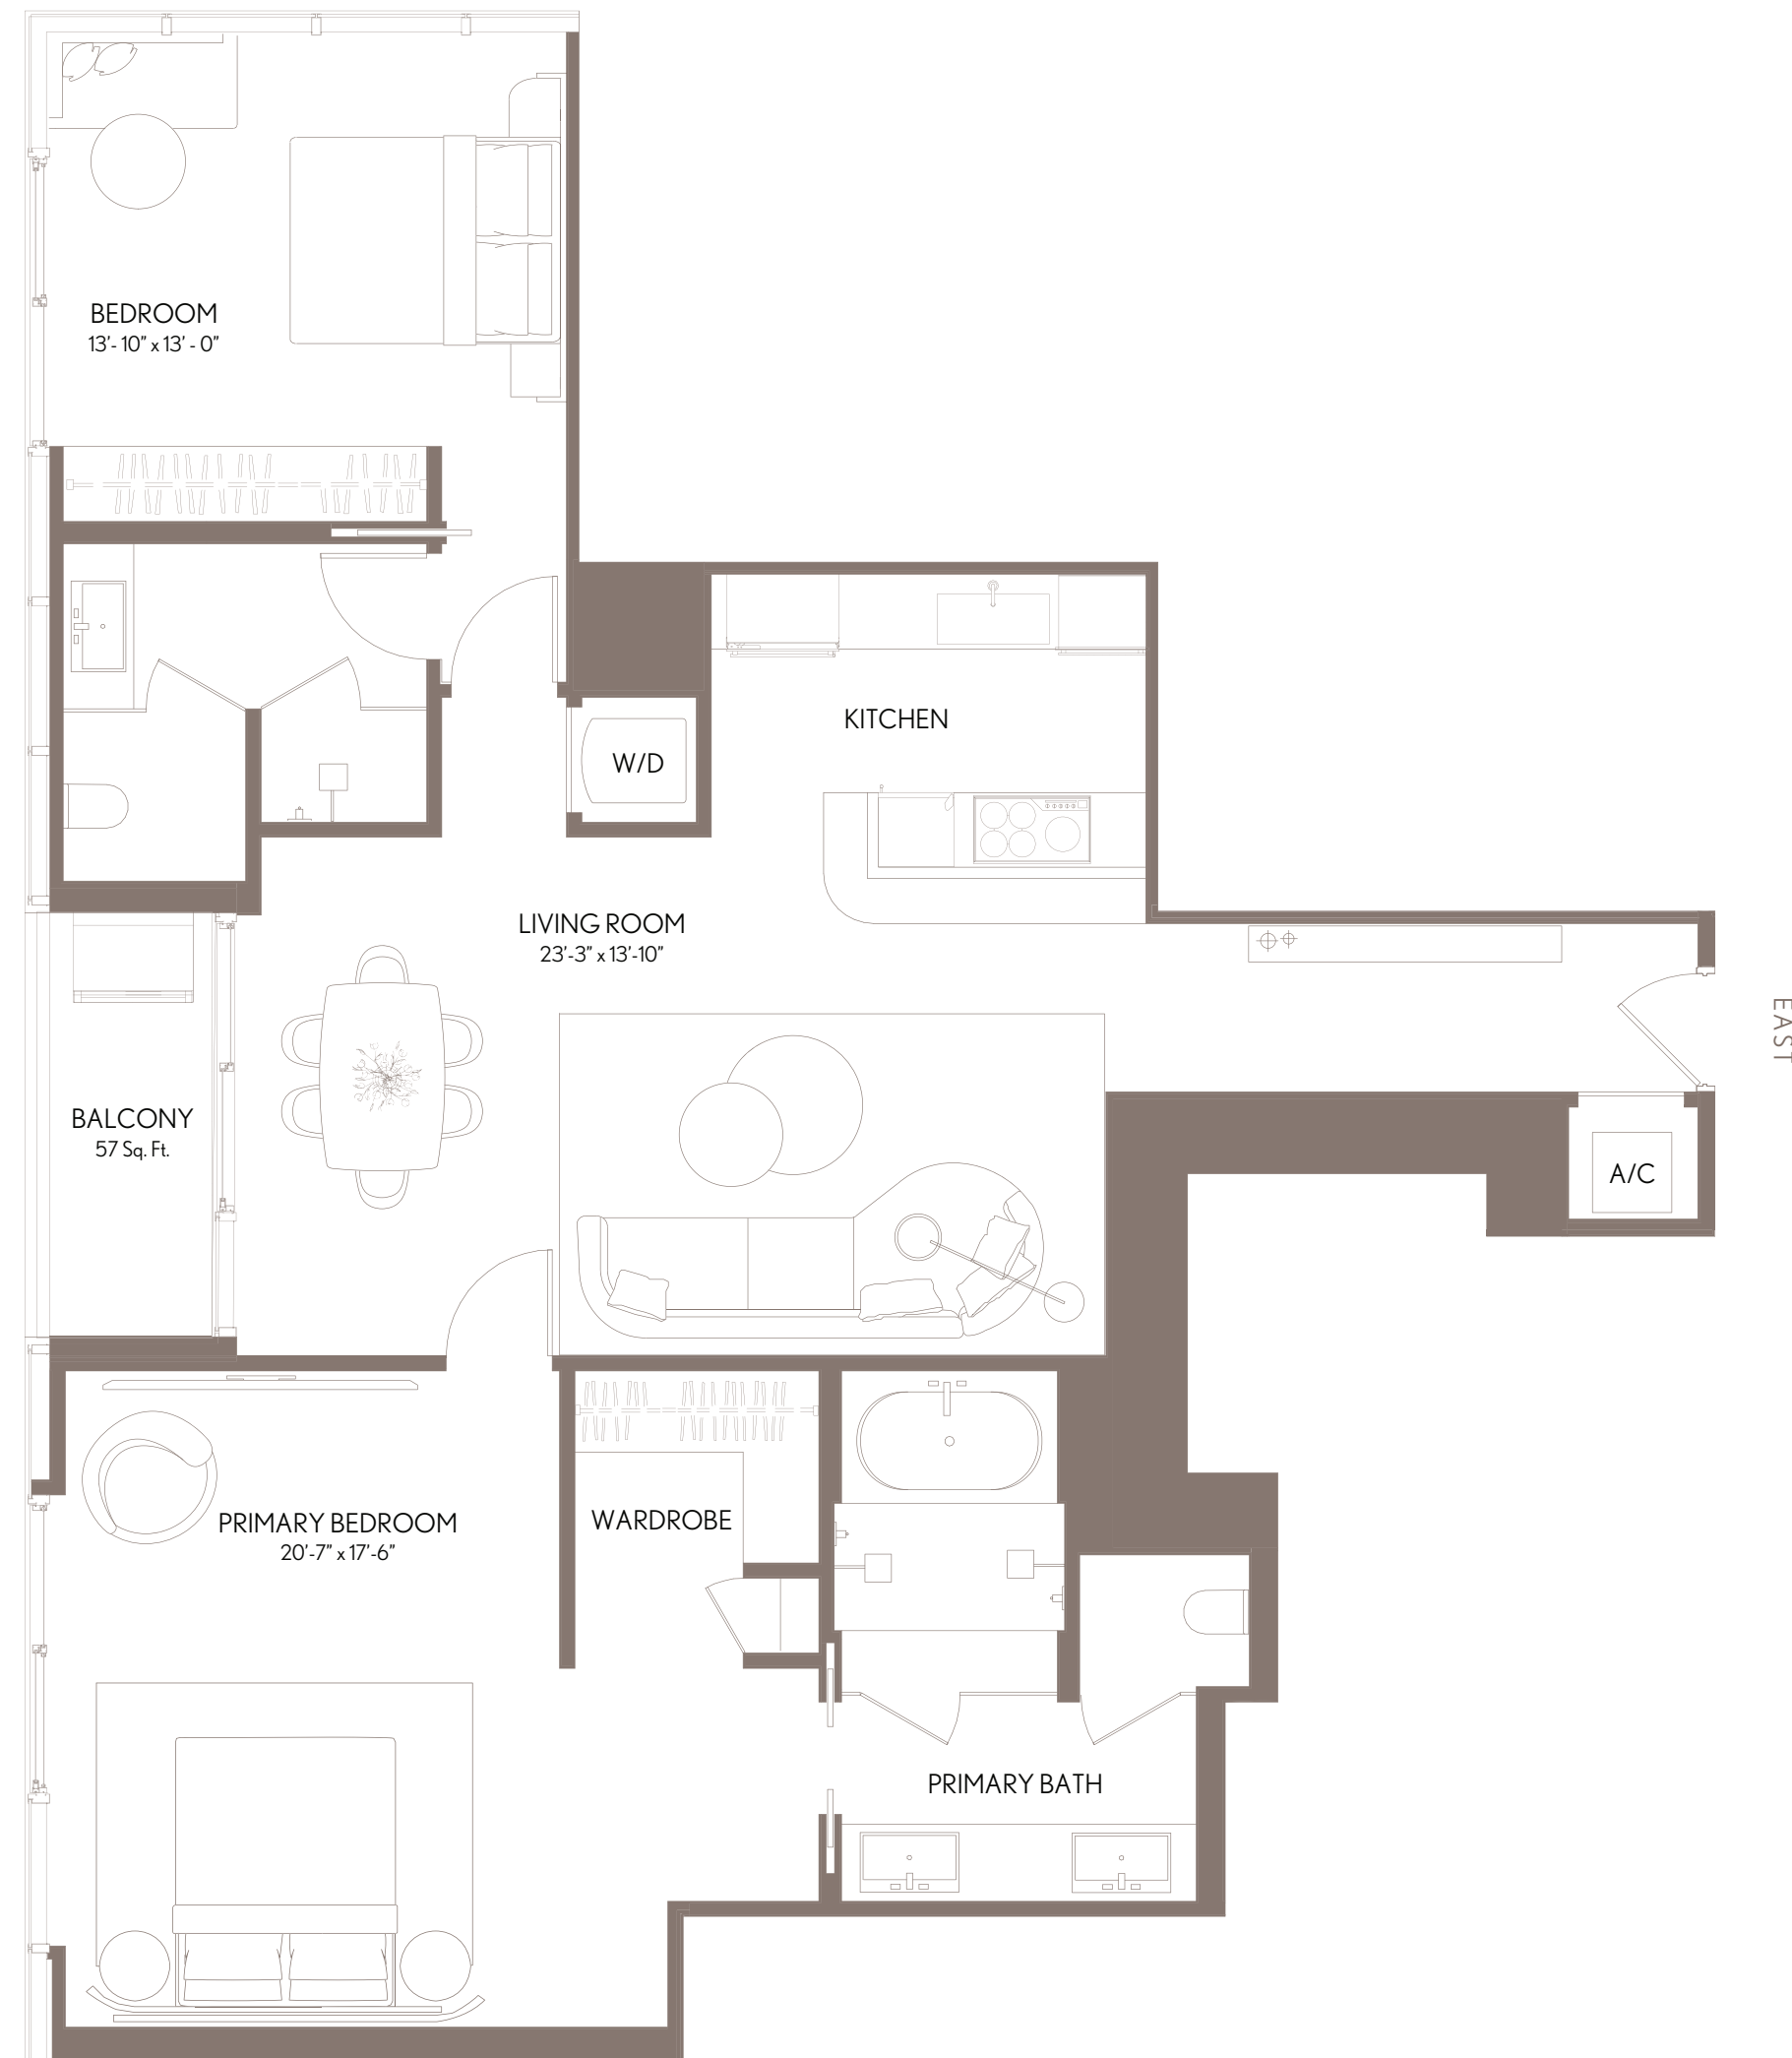 BEDROOM
13'- 10" x 13' - 0"
KITCHEN
W/D
LIVING ROOM
23'-3" x 13'-10"
EAST
BALCONY
57 Sq. Ft.
A/C
PRIMARY BEDROOM
20'-7" x 17'-6"
WARDROBE
PRIMARY BATH